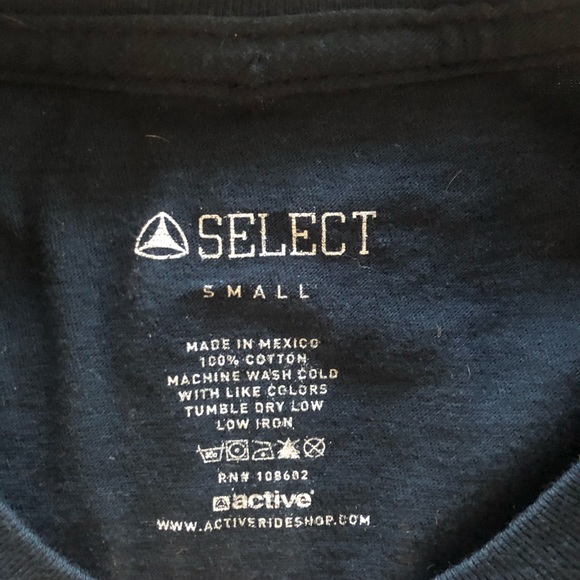 SELECT
SMALL
MADE IN MEXICO
100% COTTON
MACHINE WASH COLD
WITH LIKE COLORS
TUMBLE DRY LOW
LOW IRON
RN# 108602
active
WWW.ACTIVERIDESHOP.COM